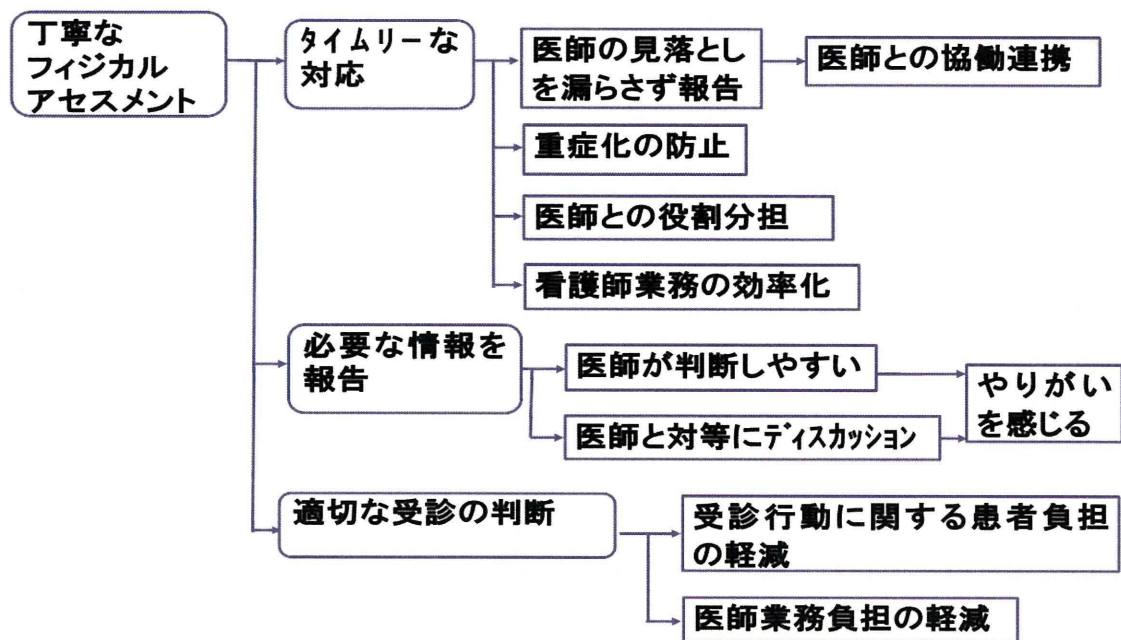 丁寧な
フィジカル
アセスメント
タイムリーな
対応
医師の見落とし
を漏らさず報告
医師との協働連携
重症化の防止
医師との役割分担
看護師業務の効率化
必要な情報を
報告
医師が判断しやすい
医師と対等にディスカッション
やりがい
を感じる
適切な受診の判断
受診行動に関する患者負担
の軽減
医師業務負担の軽減